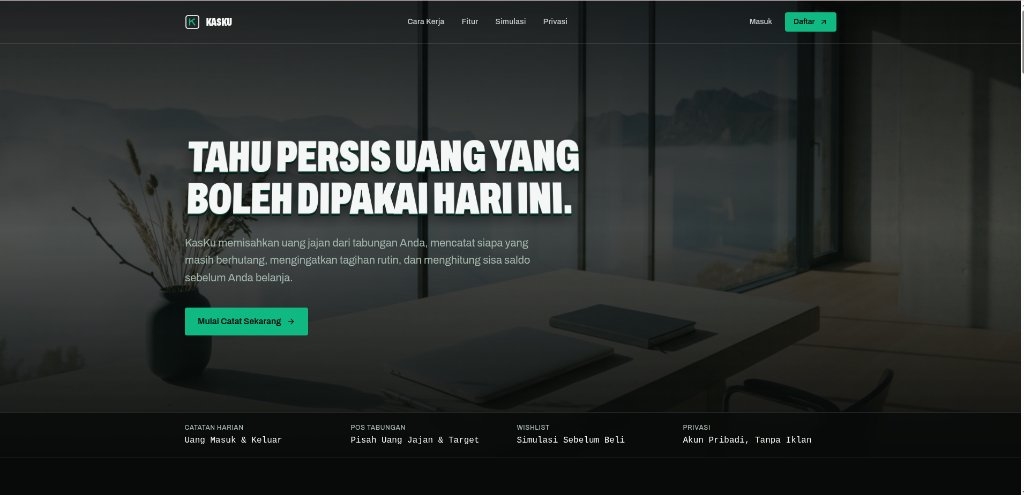 KASKU
Cara Kerja
Fitur
Simulasi
Privasi
Masuk
Daftar
TAHU PERSIS UANG YANG
BOLEH DIPAKAI HARI INI.
KasKu memisahkan uang jajan dari tabungan Anda, mencatat siapa yang
masih berhutang, mengingatkan tagihan rutin, dan menghitung sisa saldo
sebelum Anda belanja.
Mulai Catat Sekarang
CATATAN HARIAN
Uang Masuk & Keluar
POS TABUNGAN
Pisah Uang Jajan & Target
WISHLIST
Simulasi Sebelum Beli
PRIVASI
Akun Pribadi, Tanpa Iklan